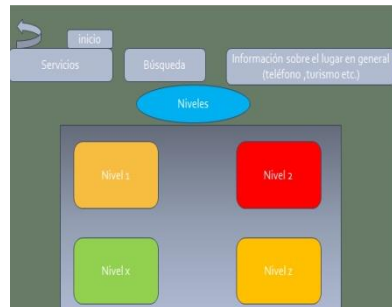 inicio
Servicios
Búsqueda
Información sobre el lugar en general
(teléfono ,turismo etc.)
Niveles
Nivel 1
Nivel 2
Nivel x
Nivel z